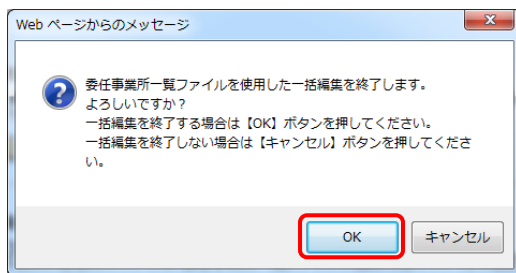 Web ページからのメッセージ
委任事業所一覧ファイルを使用した一括編集を終了します。
よろしいですか？
一括編集を終了する場合は【OK】ボタンを押してください。
一括編集を終了しない場合は【キャンセル】ボタンを押してくださ
い。
OK
キャンセル